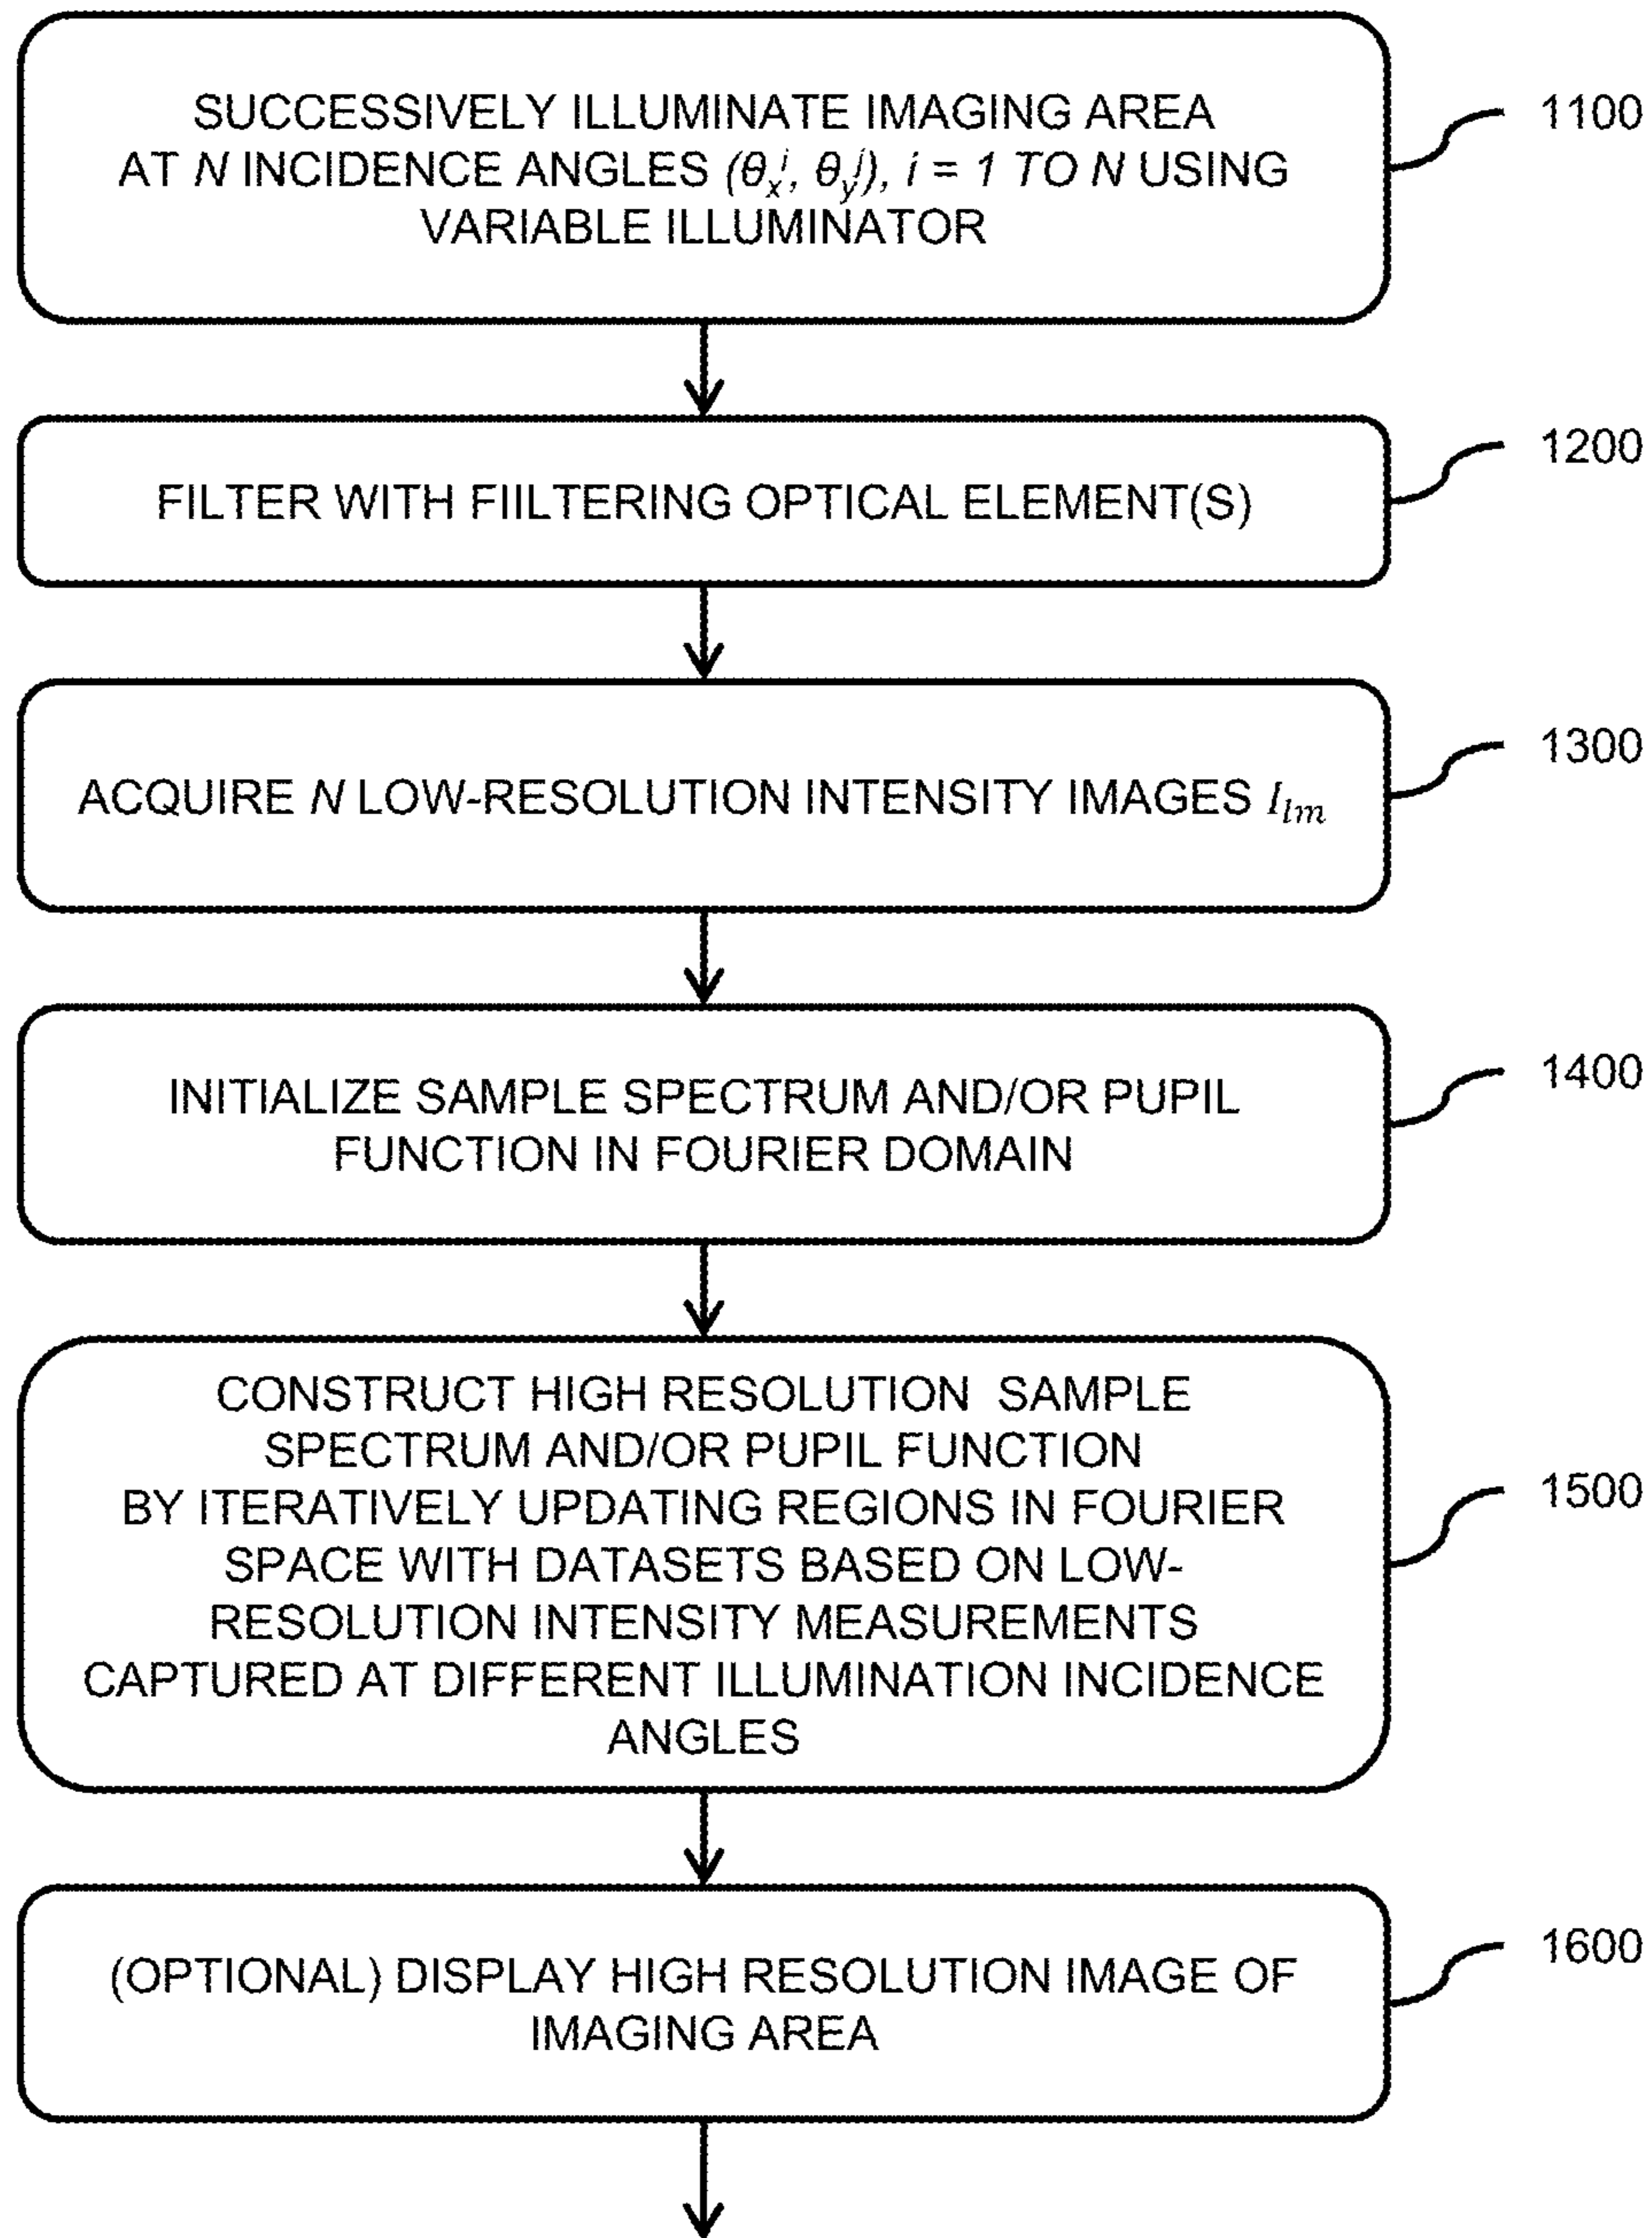 SUCCESSIVELY ILLUMINATE IMAGING AREA
AT N INCIDENCE ANGLES (θₓⁱ, θᵧʲ), i = 1 TO N USING
VARIABLE ILLUMINATOR
1100
FILTER WITH FIILTERING OPTICAL ELEMENT(S)
1200
ACQUIRE N LOW-RESOLUTION INTENSITY IMAGES Iₗₘ
1300
INITIALIZE SAMPLE SPECTRUM AND/OR PUPIL
FUNCTION IN FOURIER DOMAIN
1400
CONSTRUCT HIGH RESOLUTION SAMPLE
SPECTRUM AND/OR PUPIL FUNCTION
BY ITERATIVELY UPDATING REGIONS IN FOURIER
SPACE WITH DATASETS BASED ON LOW-
RESOLUTION INTENSITY MEASUREMENTS
CAPTURED AT DIFFERENT ILLUMINATION INCIDENCE
ANGLES
1500
(OPTIONAL) DISPLAY HIGH RESOLUTION IMAGE OF
IMAGING AREA
1600